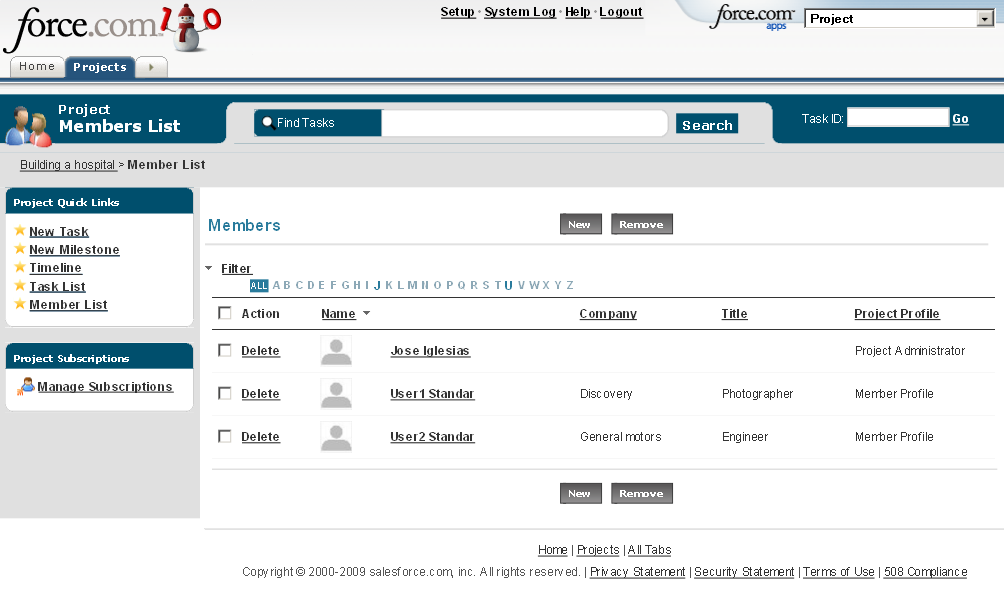 force.com 10
Setup · System Log · Help · Logout
force.com apps
Project
Home Projects
Project
Members List
Find Tasks
Search
Task ID: Go
Building a hospital > Member List
Project Quick Links
New Task
New Milestone
Timeline
Task List
Member List
Project Subscriptions
Manage Subscriptions
Members
New Remove
Filter
ALL A B C D E F G H I J K L M N O P Q R S T U V W X Y Z
Action Name Company Title Project Profile
Delete Jose Iglesias Project Administrator
Delete User1 Standar Discovery Photographer Member Profile
Delete User2 Standar General motors Engineer Member Profile
New Remove
Home | Projects | All Tabs
Copyright © 2000-2009 salesforce.com, inc. All rights reserved. | Privacy Statement | Security Statement | Terms of Use | 508 Compliance